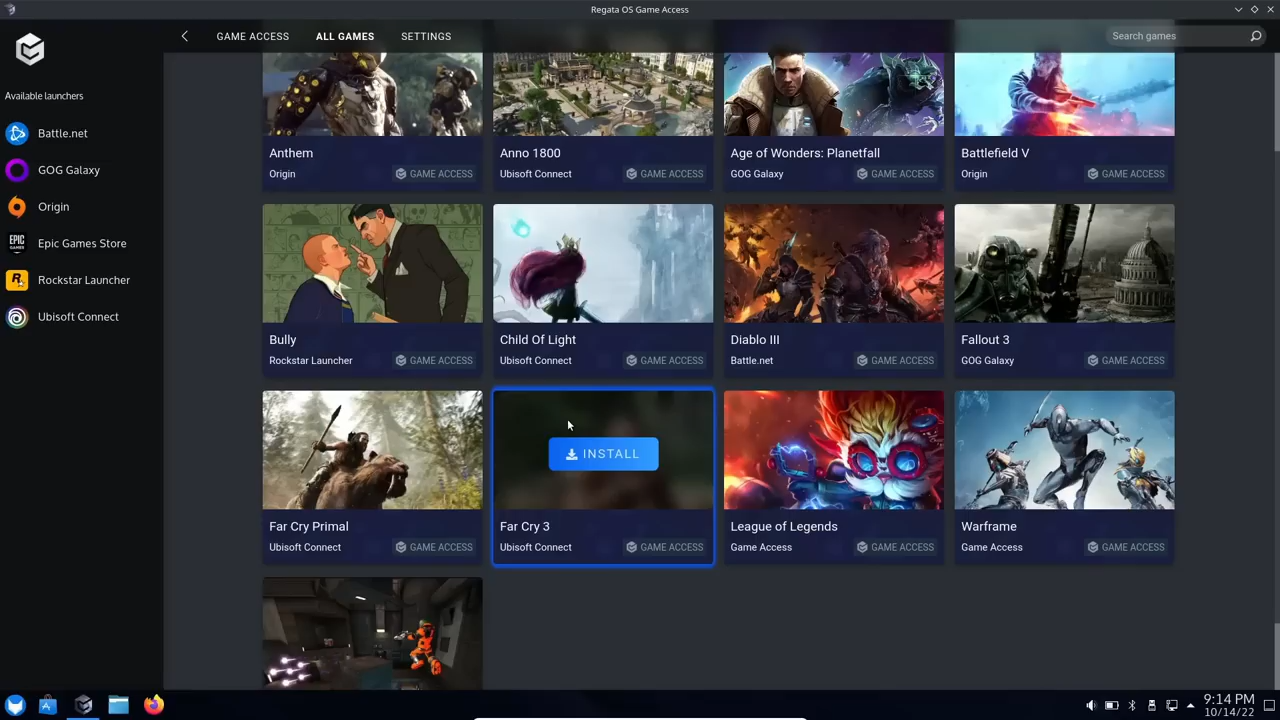 Regata OS Game Access
GAME ACCESS
ALL GAMES
SETTINGS
Search games
Available launchers
Battle.net
GOG Galaxy
Origin
EPIC GAMES
Epic Games Store
Rockstar Launcher
Ubisoft Connect
Anthem
Origin
GAME ACCESS
Anno 1800
Ubisoft Connect
GAME ACCESS
Age of Wonders: Planetfall
GOG Galaxy
GAME ACCESS
Battlefield V
Origin
GAME ACCESS
Bully
Rockstar Launcher
GAME ACCESS
Child Of Light
Ubisoft Connect
GAME ACCESS
Diablo III
Battle.net
GAME ACCESS
Fallout 3
GOG Galaxy
GAME ACCESS
Far Cry Primal
Ubisoft Connect
GAME ACCESS
INSTALL
Far Cry 3
Ubisoft Connect
GAME ACCESS
League of Legends
Game Access
GAME ACCESS
Warframe
Game Access
GAME ACCESS
9:14 PM
10/14/22